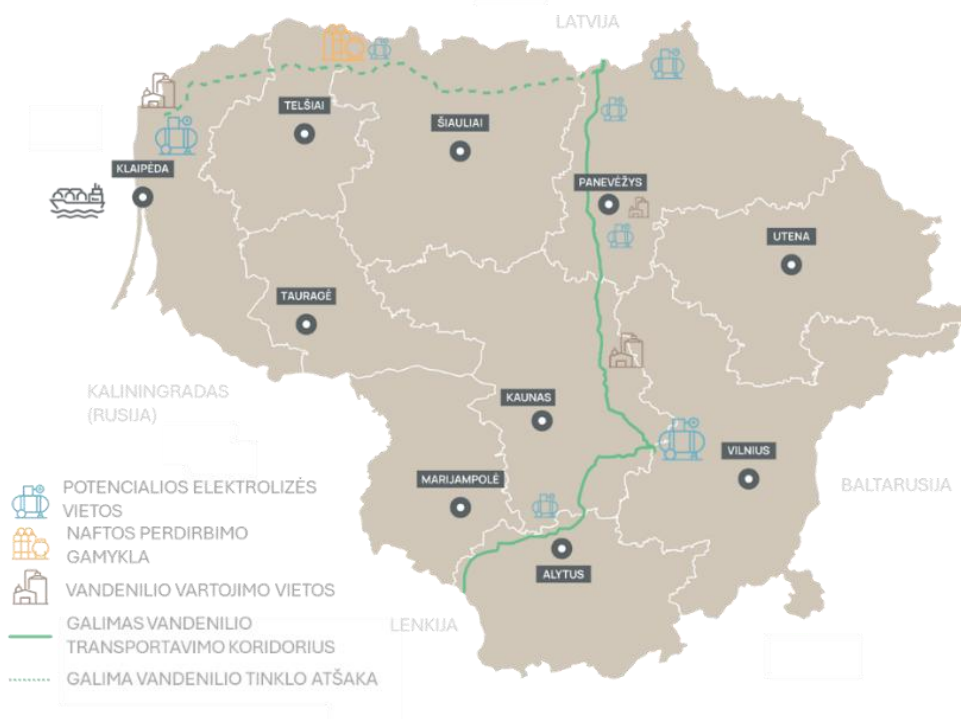 LATVIJA
TELŠIAI
ŠIAULIAI
KLAIPĖDA
PANEVĖŽYS
UTENA
TAURAGĖ
KALININGRADAS
(RUSIJA)
KAUNAS
VILNIUS
MARIJAMPOLĖ
BALTARUSIJA
ALYTUS
LENKIJA
POTENCIALIOS ELEKTROLIZĖS
VIETOS
NAFTOS PERDIRBIMO
GAMYKLA
VANDENILIO VARTOJIMO VIETOS
GALIMAS VANDENILIO
TRANSPORTAVIMO KORIDORIUS
GALIMA VANDENILIO TINKLO ATŠAKA